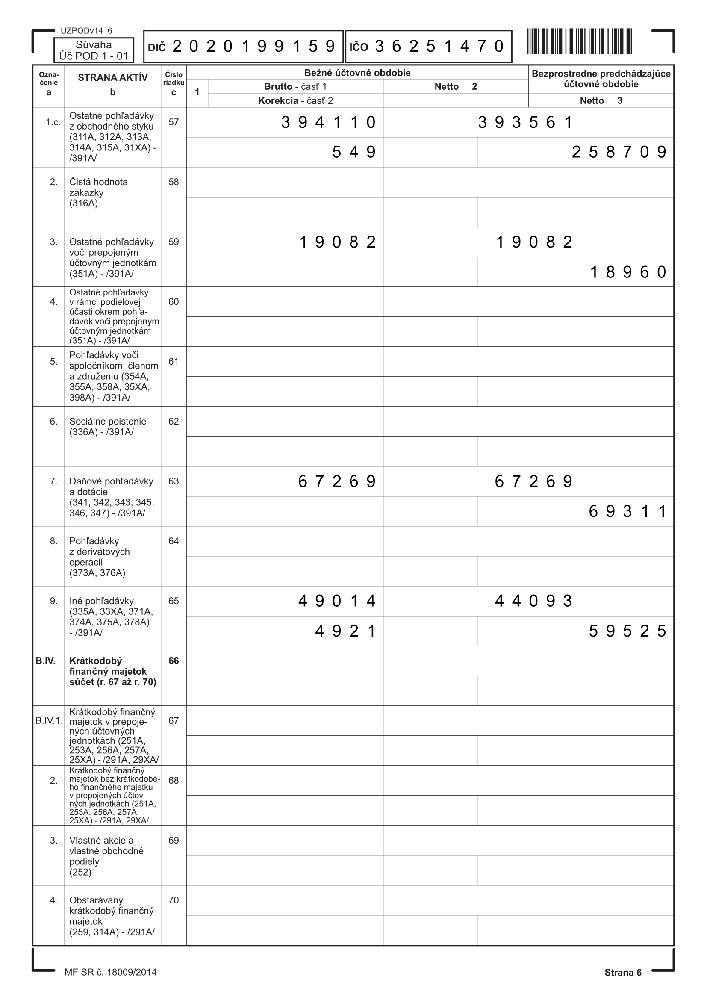 UZPODv14_6
Súvaha
Úč POD 1 - 01
DIČ 2020199159 IČO 36251470
Ozna-
čenie
a
STRANA AKTÍV
b
Číslo
riadku
c
Bežné účtovné obdobie
1
Brutto - časť 1
Korekcia - časť 2
Netto 2
Bezprostredne predchádzajúce
účtovné obdobie
Netto 3
1.c.
Ostatné pohľadávky
z obchodného styku
(311A, 312A, 313A,
314A, 315A, 31XA) -
/391A/
57
394110 393561
549 258709
2.
Čistá hodnota
zákazky
(316A)
58
3.
Ostatné pohľadávky
voči prepojeným
účtovným jednotkám
(351A) - /391A/
59
19082 19082
18960
4.
Ostatné pohľadávky
v rámci podielovej
účasti okrem pohľa-
dávok voči prepojeným
účtovným jednotkám
(351A) - /391A/
60
5.
Pohľadávky voči
spoločníkom, členom
a združeniu (354A,
355A, 358A, 35XA,
398A) - /391A/
61
6.
Sociálne poistenie
(336A) - /391A/
62
7.
Daňové pohľadávky
a dotácie
(341, 342, 343, 345,
346, 347) - /391A/
63
67269 67269
69311
8.
Pohľadávky
z derivátových
operácií
(373A, 376A)
64
9.
Iné pohľadávky
(335A, 33XA, 371A,
374A, 375A, 378A)
- /391A/
65
49014 44093
4921 59525
B.IV.
Krátkodobý
finančný majetok
súčet (r. 67 až r. 70)
66
B.IV.1.
Krátkodobý finančný
majetok v prepoje-
ných účtovných
jednotkách (251A,
253A, 256A, 257A,
25XA) - /291A, 29XA/
67
2.
Krátkodobý finančný
majetok bez krátkodobé-
ho finančného majetku
v prepojených účtov-
ných jednotkách (251A,
253A, 256A, 257A,
25XA) - /291A, 29XA/
68
3.
Vlastné akcie a
vlastné obchodné
podiely
(252)
69
4.
Obstarávaný
krátkodobý finančný
majetok
(259, 314A) - /291A/
70
MF SR č. 18009/2014 Strana 6